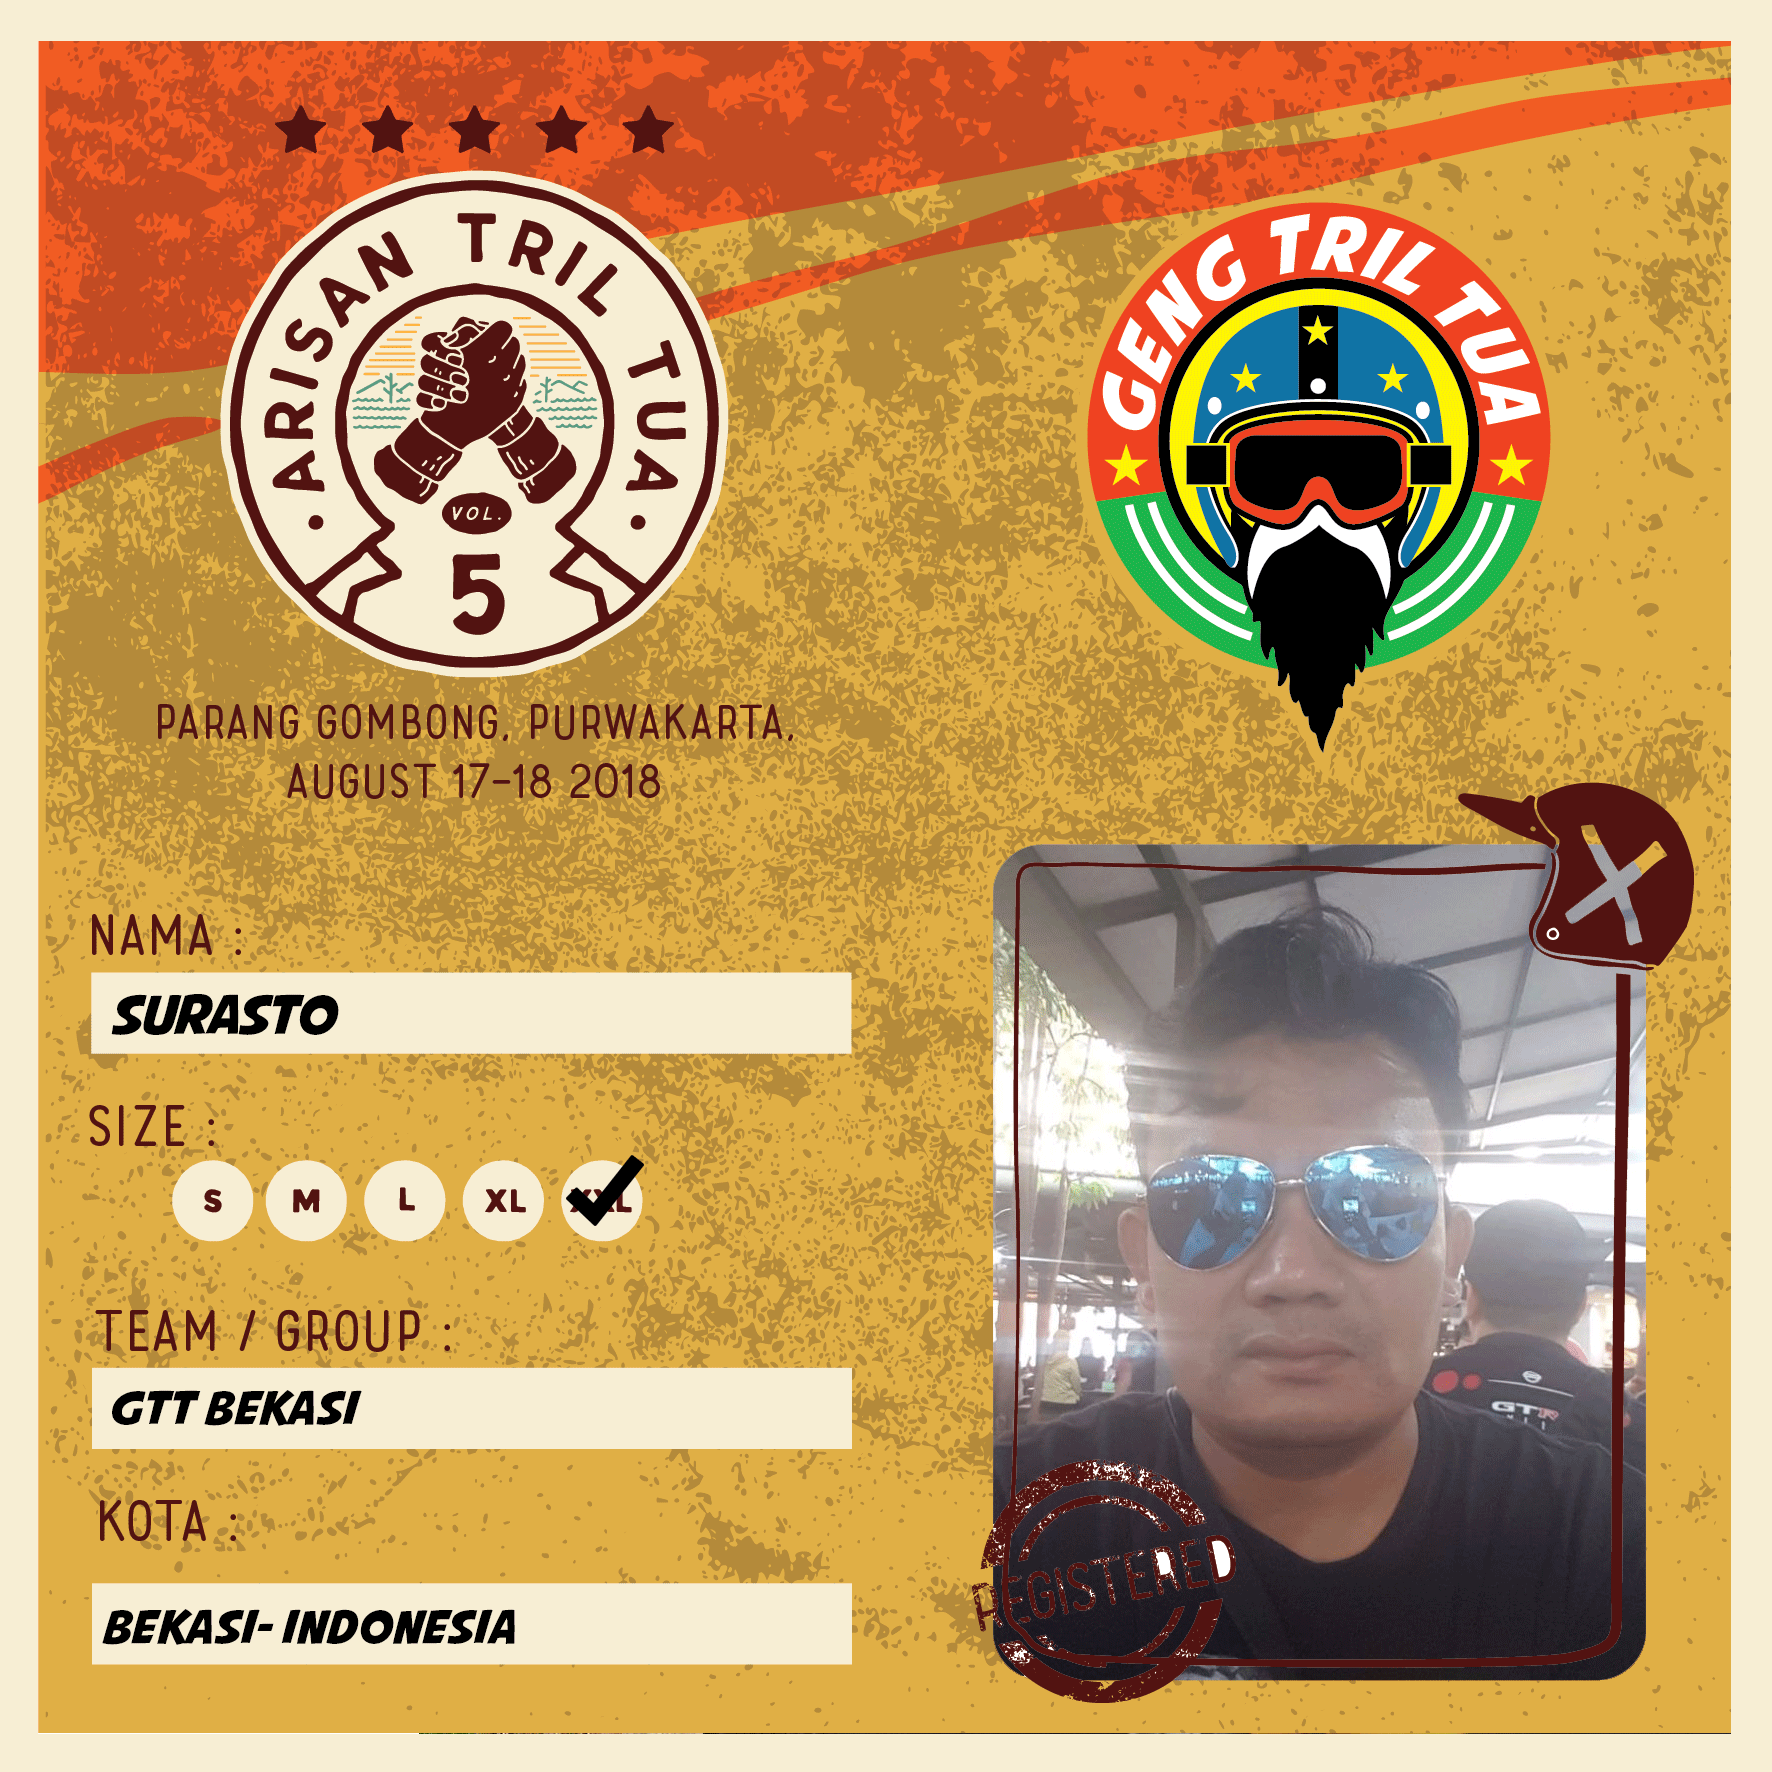 ARISAN TRIL TUA
VOL.
5
GENG TRIL TUA
PARANG GOMBONG, PURWAKARTA,
AUGUST 17-18 2018
NAMA :
SURASTO
SIZE :
S M L XL XXL
TEAM / GROUP :
GTT BEKASI
KOTA :
BEKASI- INDONESIA
GTR
REGISTERED